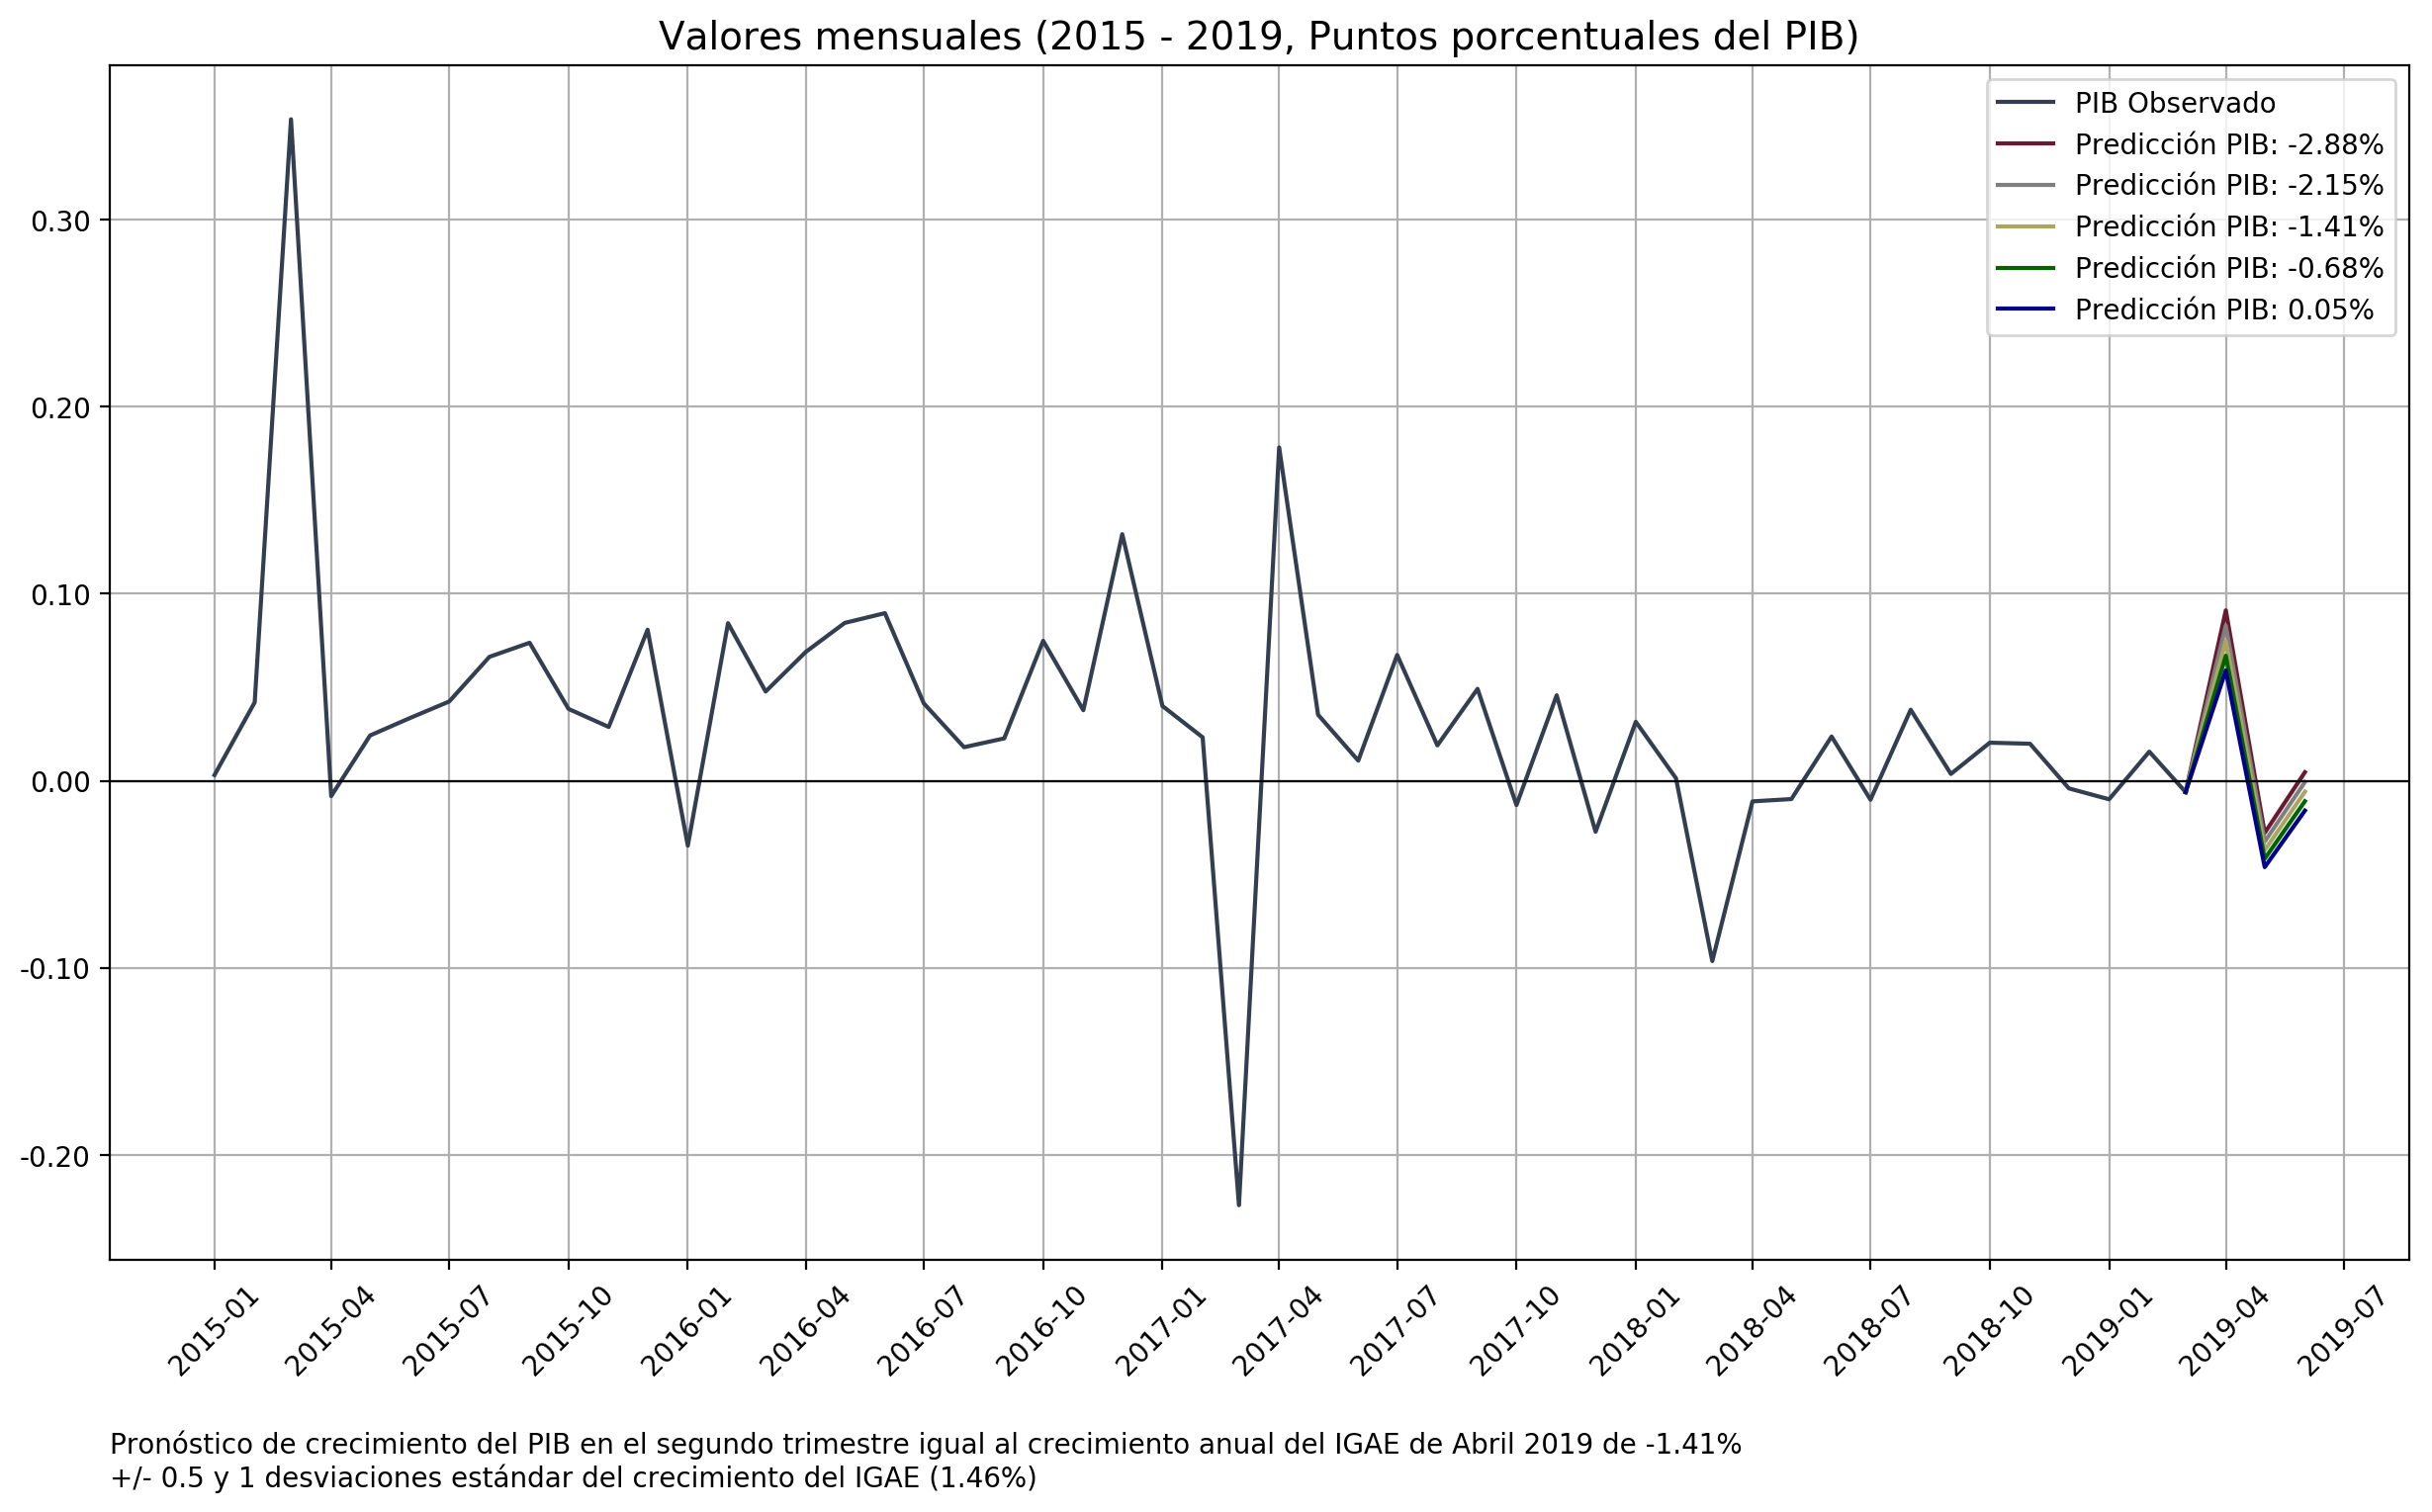 Valores mensuales (2015 - 2019, Puntos porcentuales del PIB)
PIB Observado
Predicción PIB: -2.88%
Predicción PIB: -2.15%
Predicción PIB: -1.41%
Predicción PIB: -0.68%
Predicción PIB: 0.05%
0.30
0.20
0.10
0.00
-0.10
-0.20
2015-01
2015-04
2015-07
2015-10
2016-01
2016-04
2016-07
2016-10
2017-01
2017-04
2017-07
2017-10
2018-01
2018-04
2018-07
2018-10
2019-01
2019-04
2019-07
Pronóstico de crecimiento del PIB en el segundo trimestre igual al crecimiento anual del IGAE de Abril 2019 de -1.41%
+/- 0.5 y 1 desviaciones estándar del crecimiento del IGAE (1.46%)